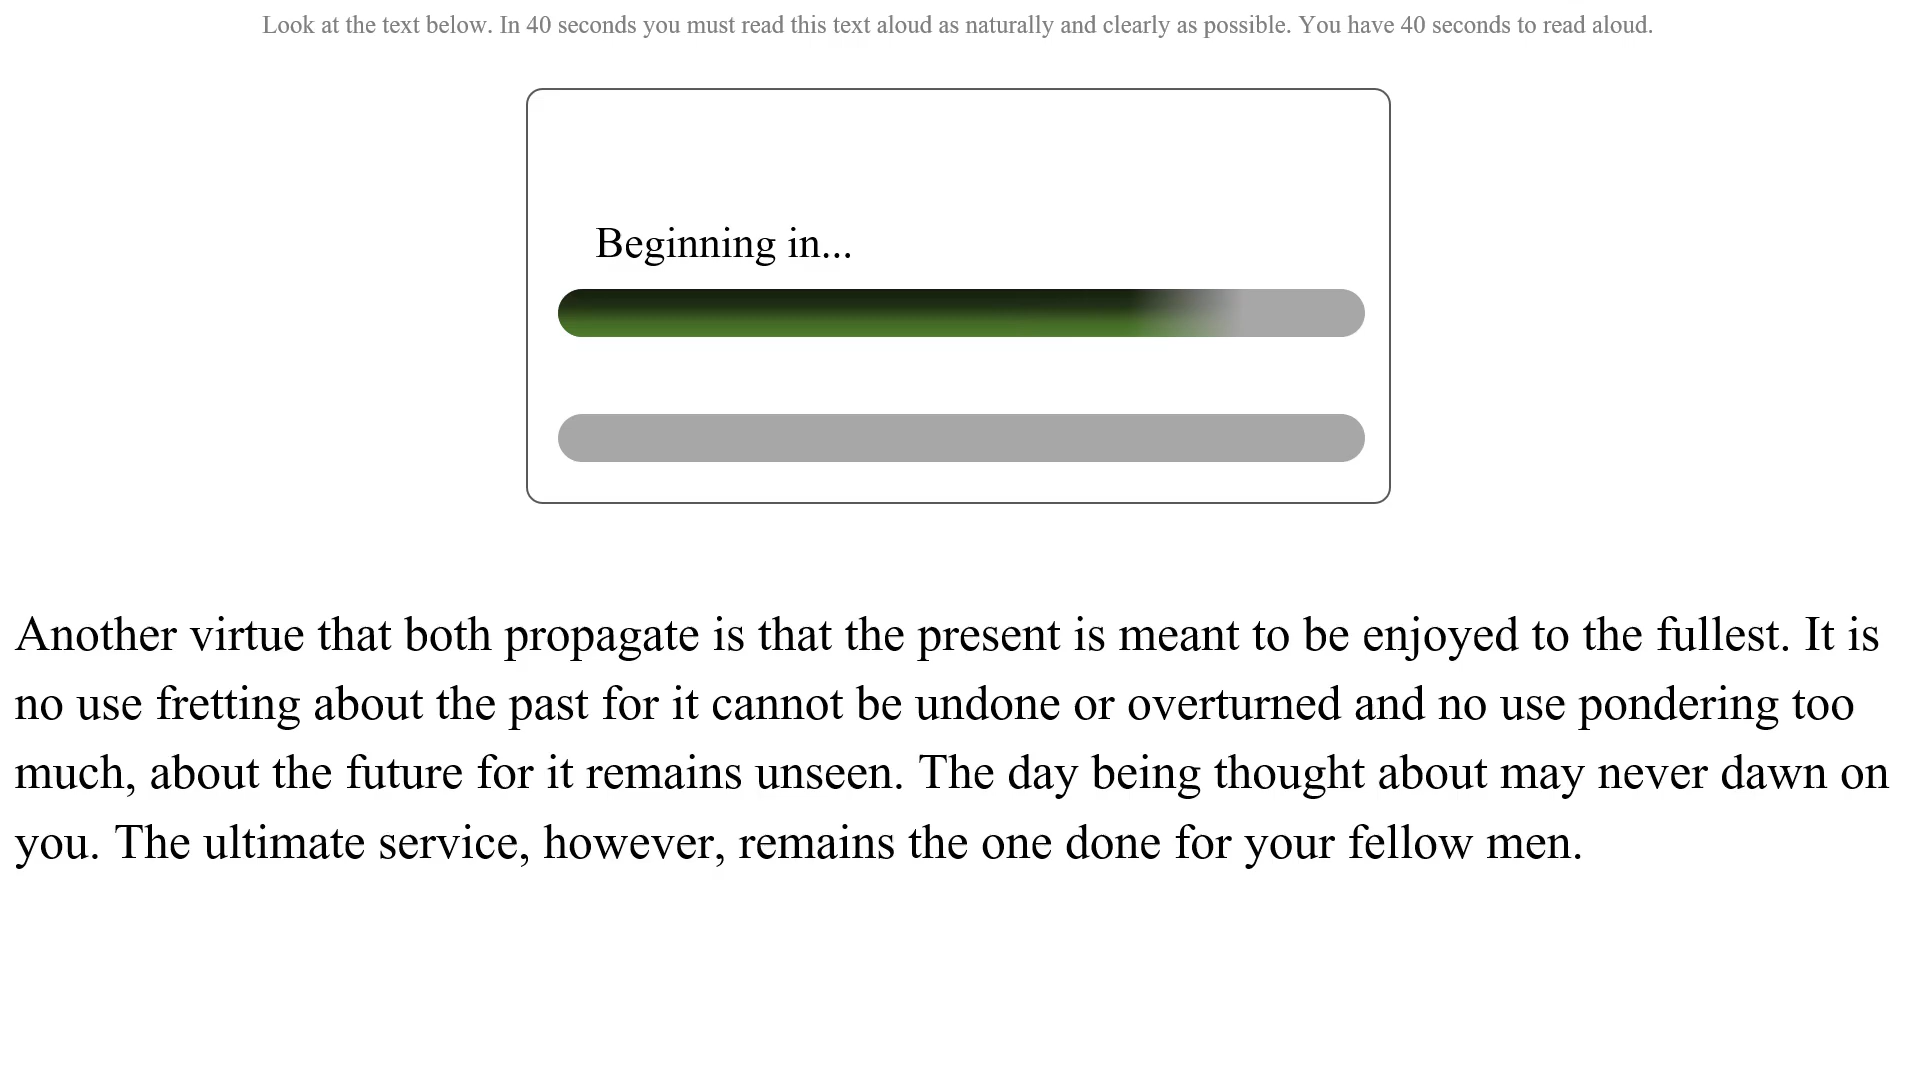 Look at the text below. In 40 seconds you must read this text aloud as naturally and clearly as possible. You have 40 seconds to read aloud.
Beginning in...
Another virtue that both propagate is that the present is meant to be enjoyed to the fullest. It is
no use fretting about the past for it cannot be undone or overturned and no use pondering too
much, about the future for it remains unseen. The day being thought about may never dawn on
you. The ultimate service, however, remains the one done for your fellow men.